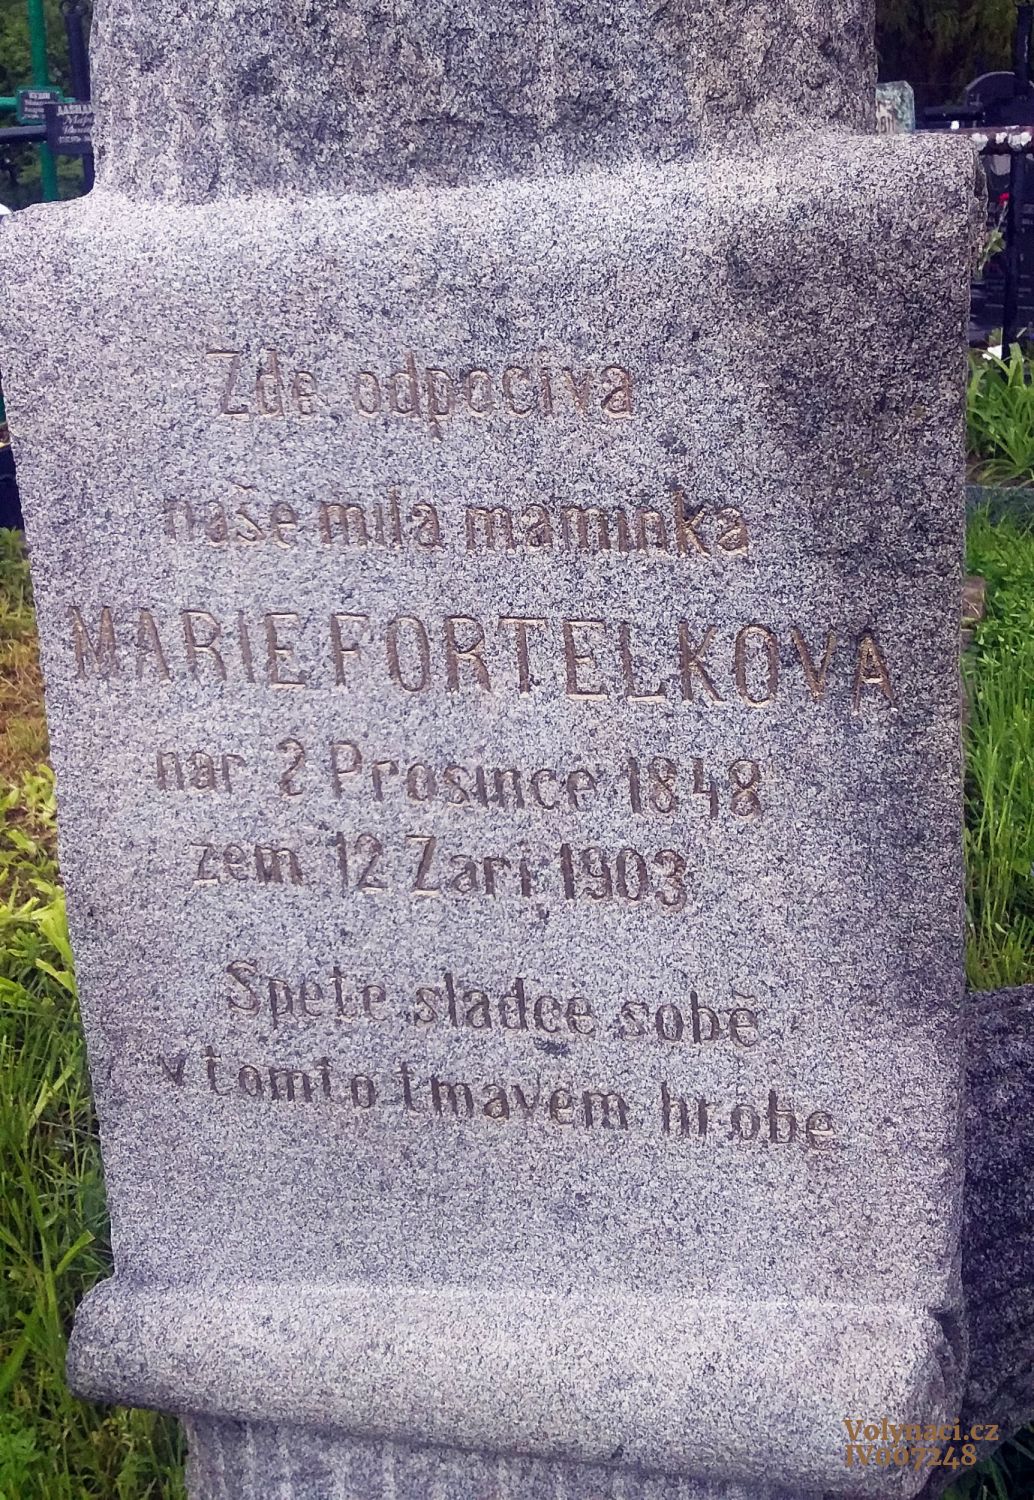 Zde odpociva
naše mila maminka
MARIE FORTELKOVA
nar 2 Prosince 1848
zem 12 Zari 1903
Spete sladce sobě
v tomto tmavem hrobe
Volynaci.cz
IV007248